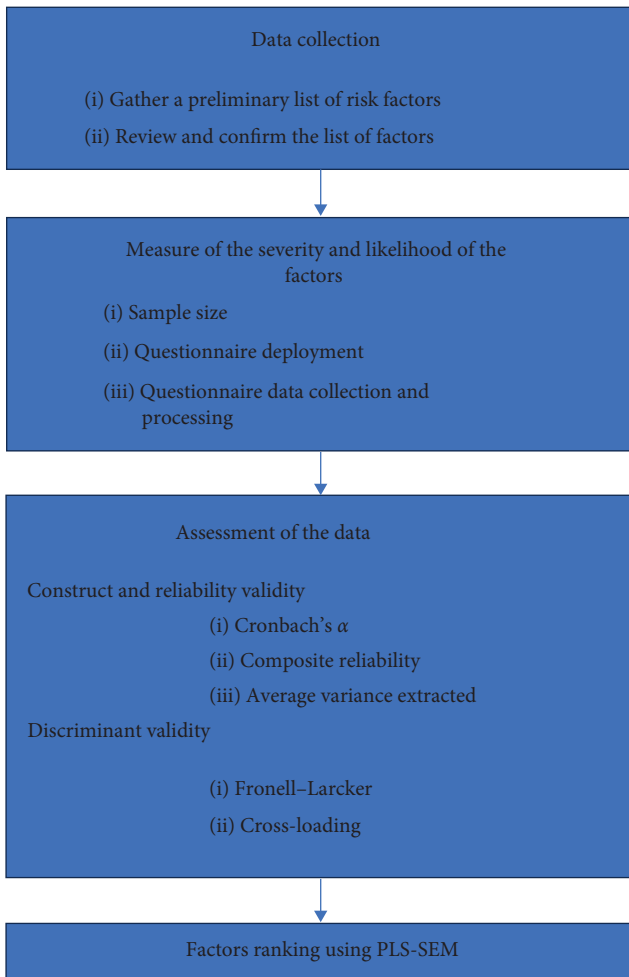 Data collection
(i) Gather a preliminary list of risk factors
(ii) Review and confirm the list of factors
Measure of the severity and likelihood of the
factors
(i) Sample size
(ii) Questionnaire deployment
(iii) Questionnaire data collection and
processing
Assessment of the data
Construct and reliability validity
(i) Cronbach's α
(ii) Composite reliability
(iii) Average variance extracted
Discriminant validity
(i) Fronell–Larcker
(ii) Cross-loading
Factors ranking using PLS-SEM